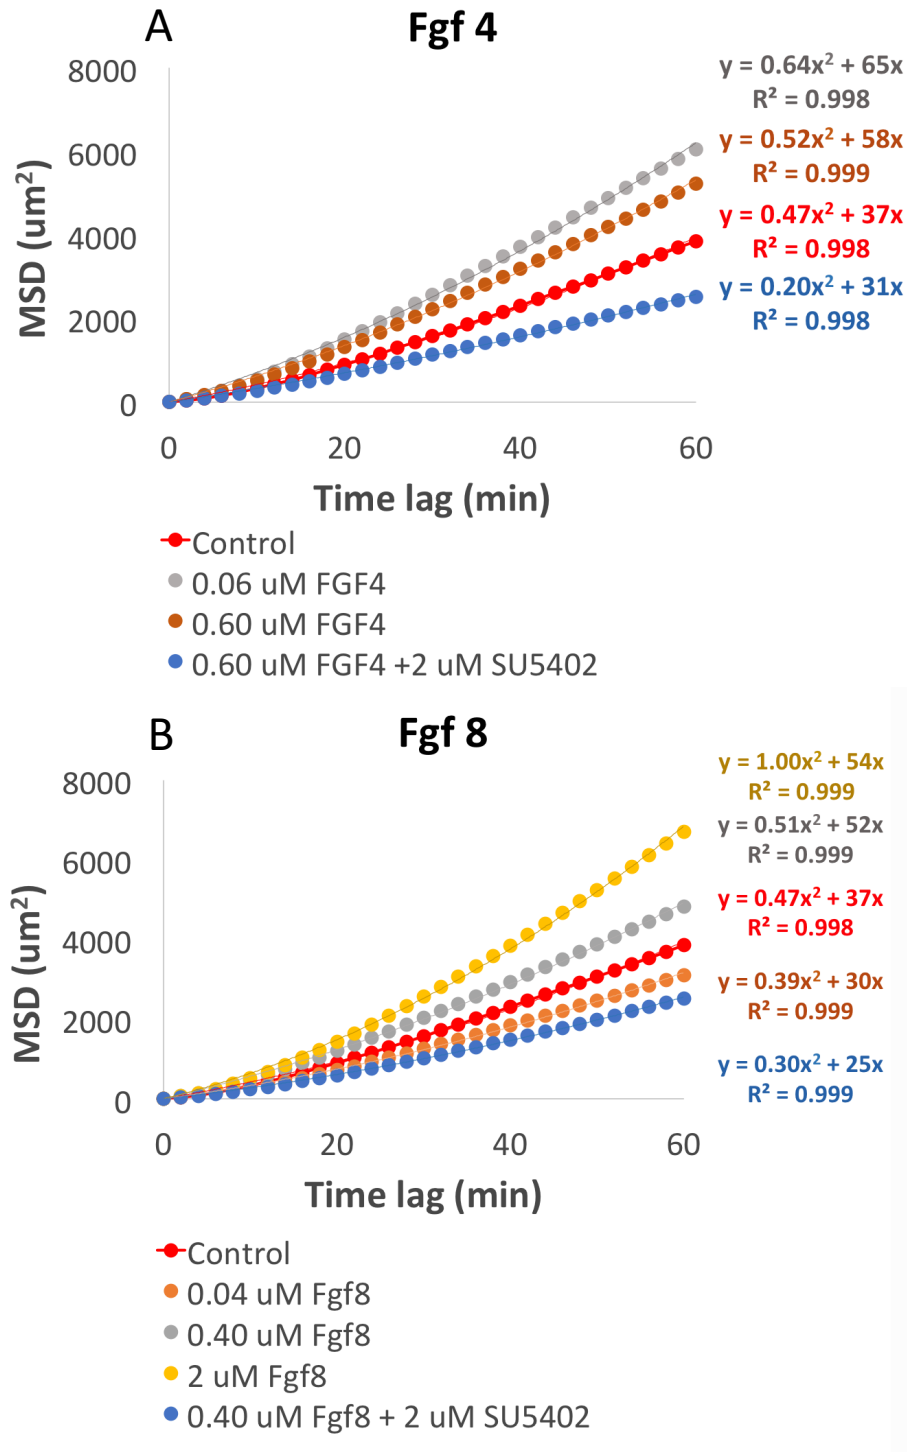 A
Fgf 4
8000
6000
4000
2000
0
MSD (um²)
0 20 40 60
Time lag (min)
y = 0.64x² + 65x
R² = 0.998
y = 0.52x² + 58x
R² = 0.999
y = 0.47x² + 37x
R² = 0.998
y = 0.20x² + 31x
R² = 0.998
Control
0.06 uM FGF4
0.60 uM FGF4
0.60 uM FGF4 +2 uM SU5402
B
Fgf 8
8000
6000
4000
2000
0
MSD (um²)
0 20 40 60
Time lag (min)
y = 1.00x² + 54x
R² = 0.999
y = 0.51x² + 52x
R² = 0.999
y = 0.47x² + 37x
R² = 0.998
y = 0.39x² + 30x
R² = 0.999
y = 0.30x² + 25x
R² = 0.999
Control
0.04 uM Fgf8
0.40 uM Fgf8
2 uM Fgf8
0.40 uM Fgf8 + 2 uM SU5402